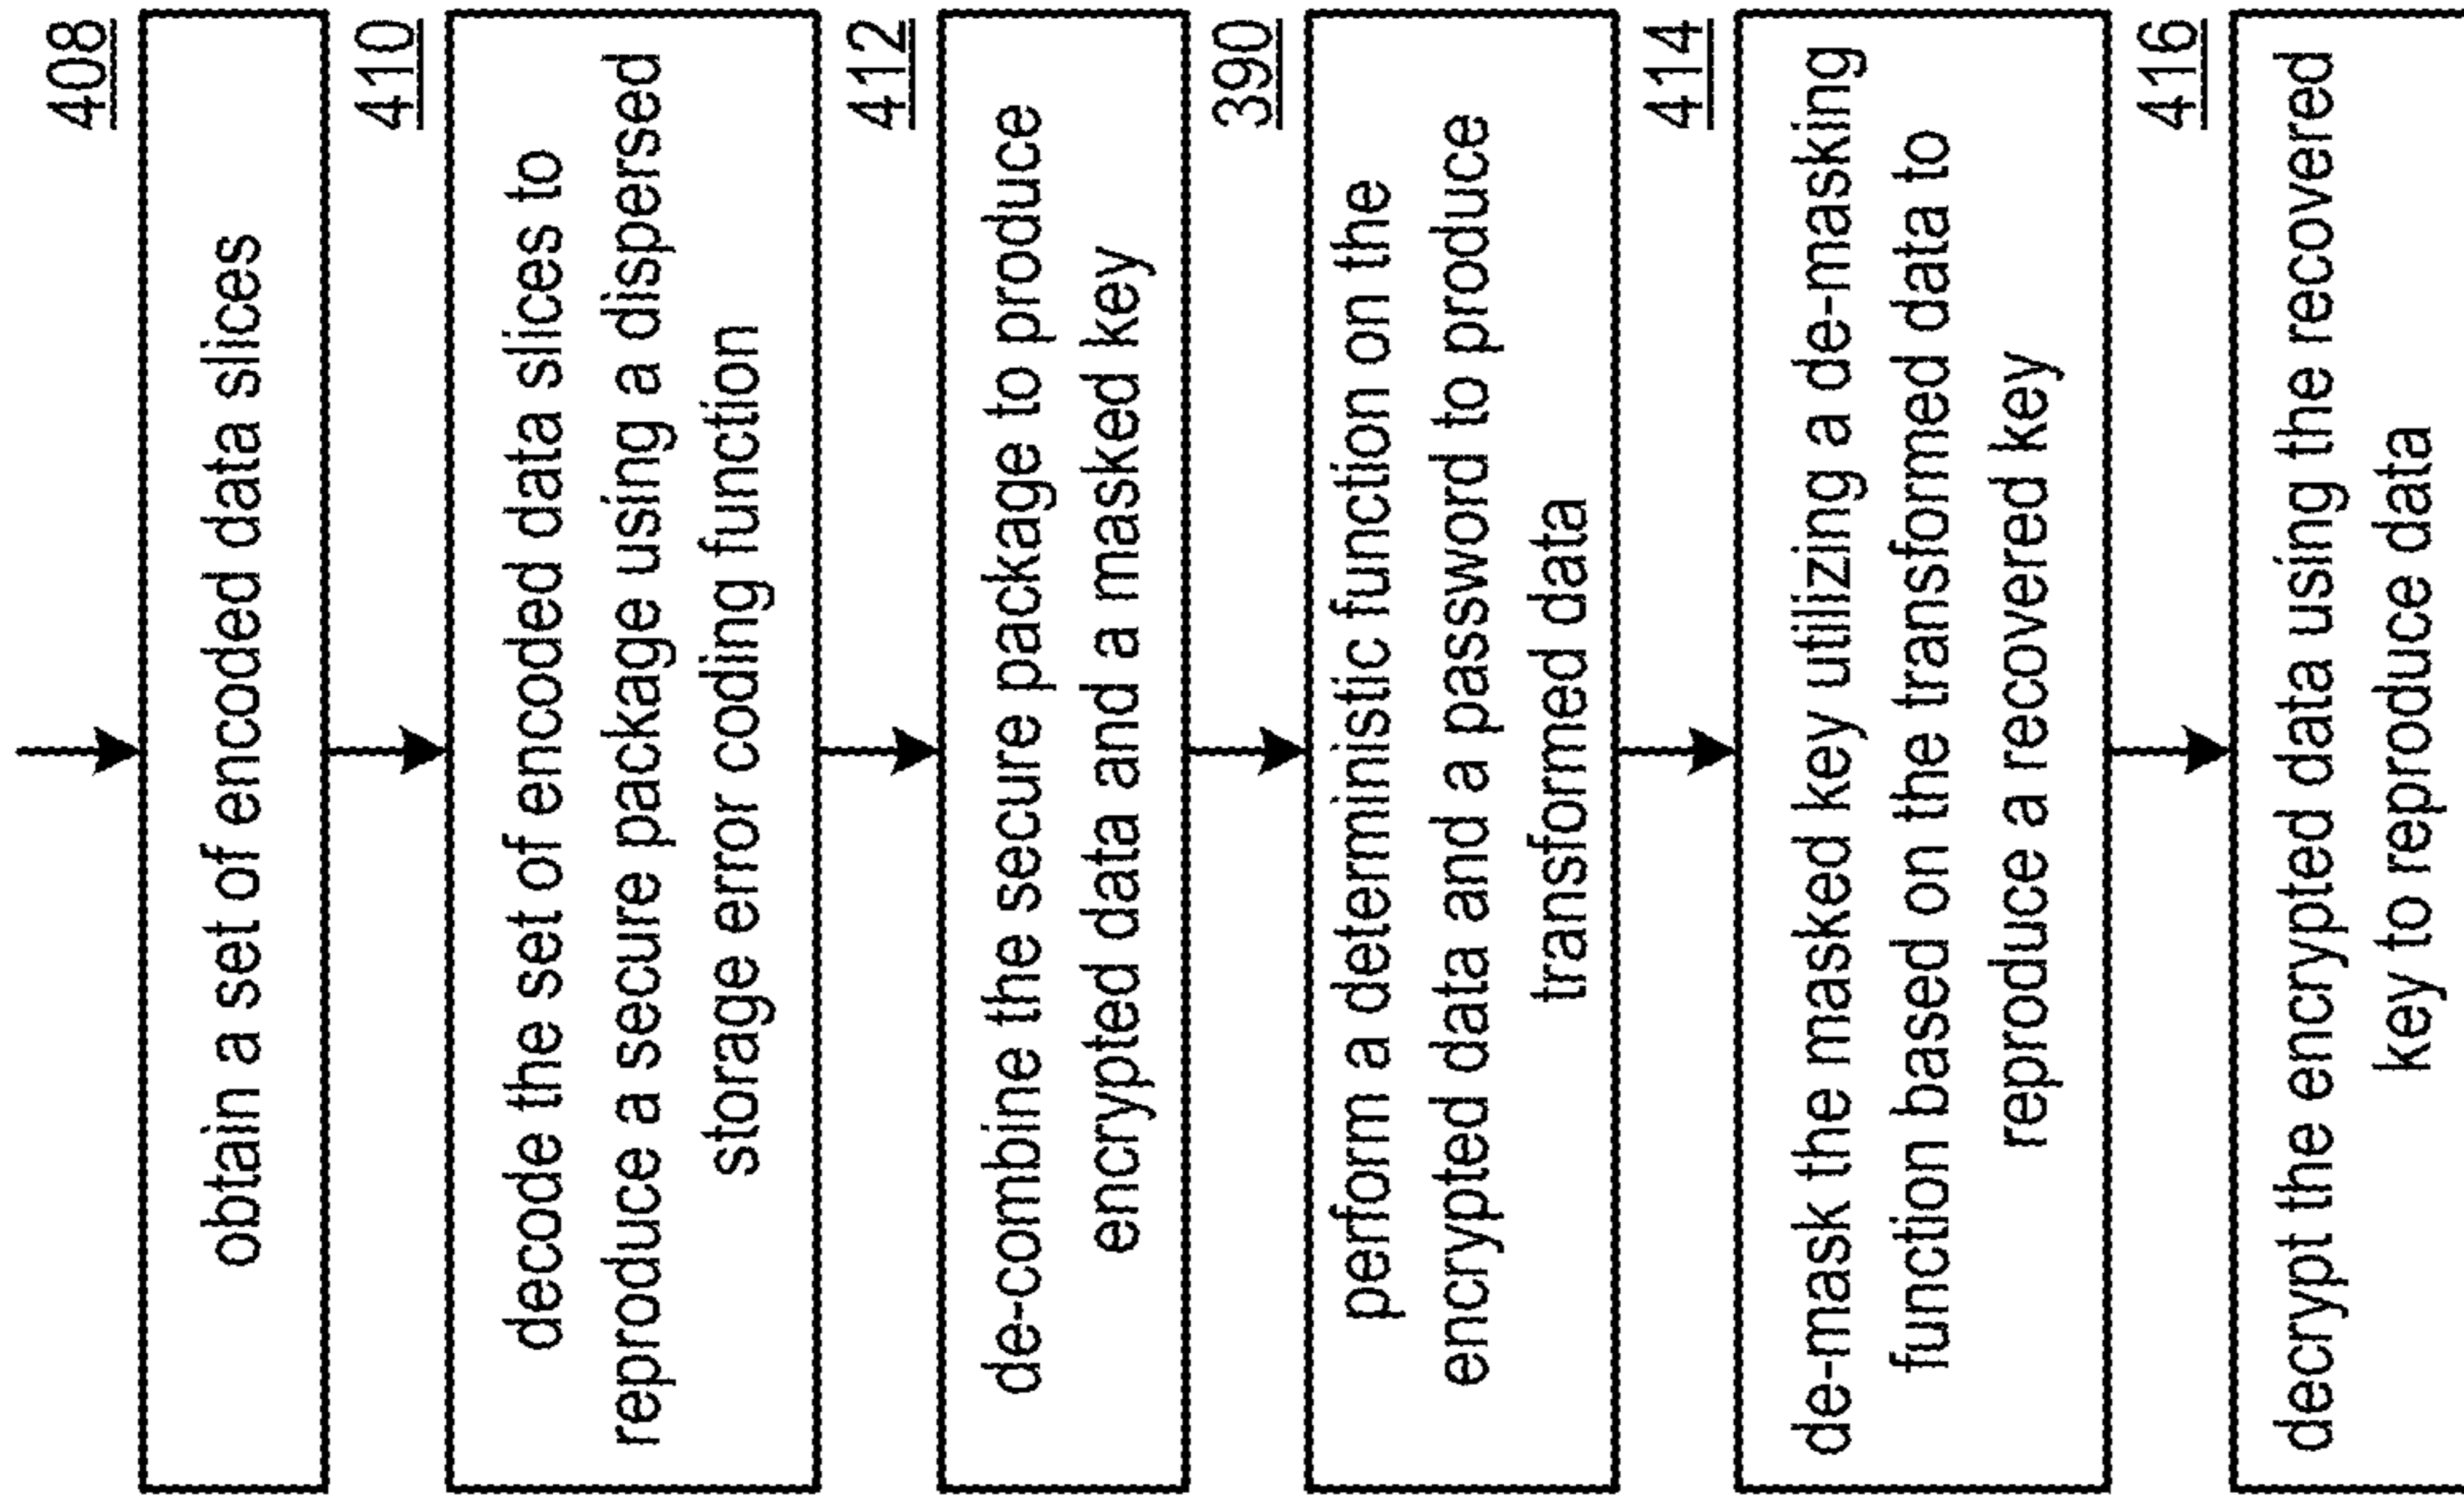 408
obtain a set of encoded data slices
410
decode the set of encoded data slices to
reproduce a secure package using a dispersed
storage error coding function
412
de-combine the secure package to produce
encrypted data and a masked key
390
perform a deterministic function on the
encrypted data and a password to produce
transformed data
414
de-mask the masked key utilizing a de-masking
function based on the transformed data to
reproduce a recovered key
416
decrypt the encrypted data using the recovered
key to reproduce data